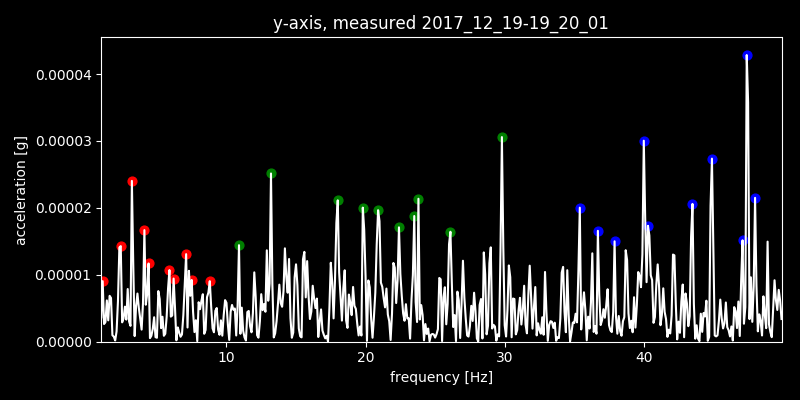 y-axis, measured 2017_12_19-19_20_01
0.00004
0.00003
0.00002
0.00001
0.00000
acceleration [g]
10 20 30 40
frequency [Hz]